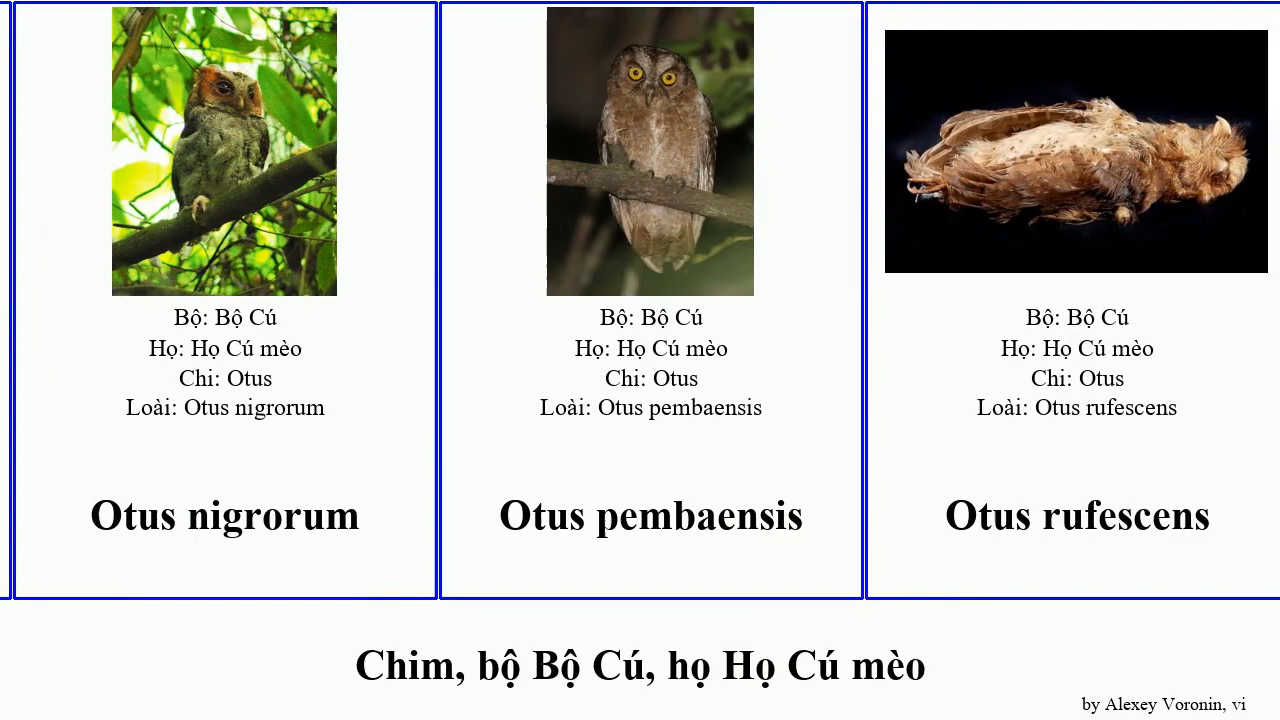 Bộ: Bộ Cú
Họ: Họ Cú mèo
Chi: Otus
Loài: Otus nigrorum
Otus nigrorum
Bộ: Bộ Cú
Họ: Họ Cú mèo
Chi: Otus
Loài: Otus pembaensis
Otus pembaensis
Bộ: Bộ Cú
Họ: Họ Cú mèo
Chi: Otus
Loài: Otus rufescens
Otus rufescens
Chim, bộ Bộ Cú, họ Họ Cú mèo
by Alexey Voronin, vi